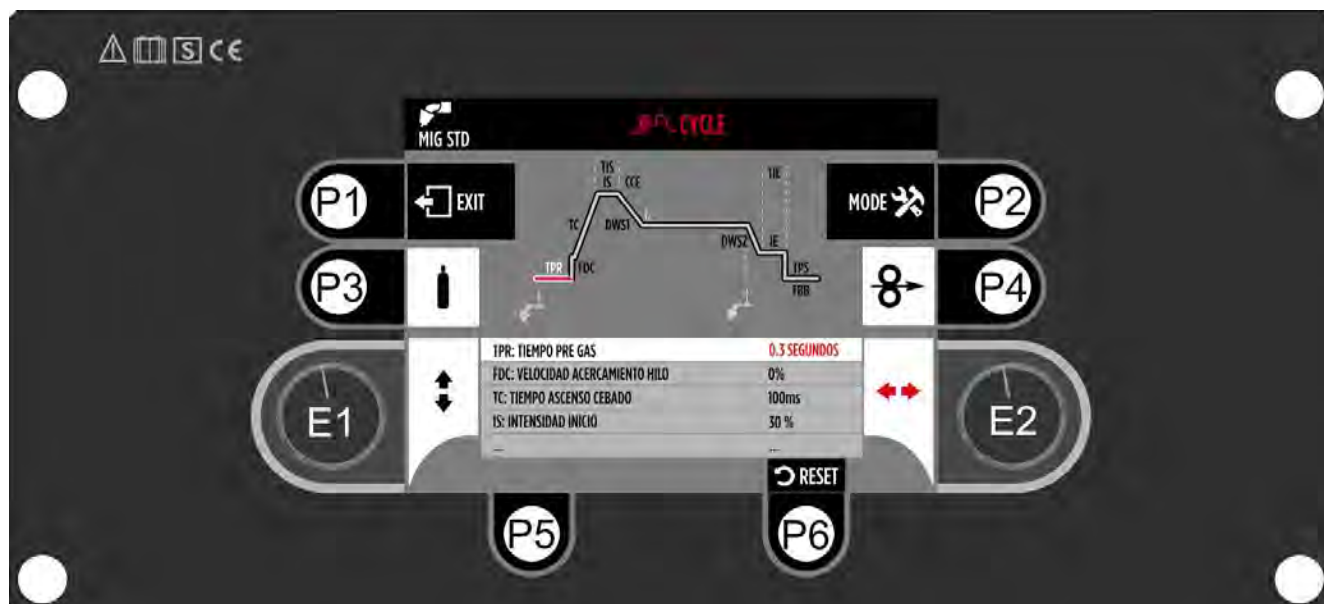 S CE
MIG STD
CYCLE
P1
EXIT
TIS
IS CCE
TIE
MODE
P2
TC
DWS1
DWS2
IE
P3
TPR
FDC
TPS
FBB
P4
TPR: TIEMPO PRE GAS 0.3 SEGUNDOS
FDC: VELOCIDAD ACERCAMIENTO HILO 0%
TC: TIEMPO ASCENSO CEBADO 100ms
IS: INTENSIDAD INICIO 30 %
... ...
E1
E2
RESET
P5
P6